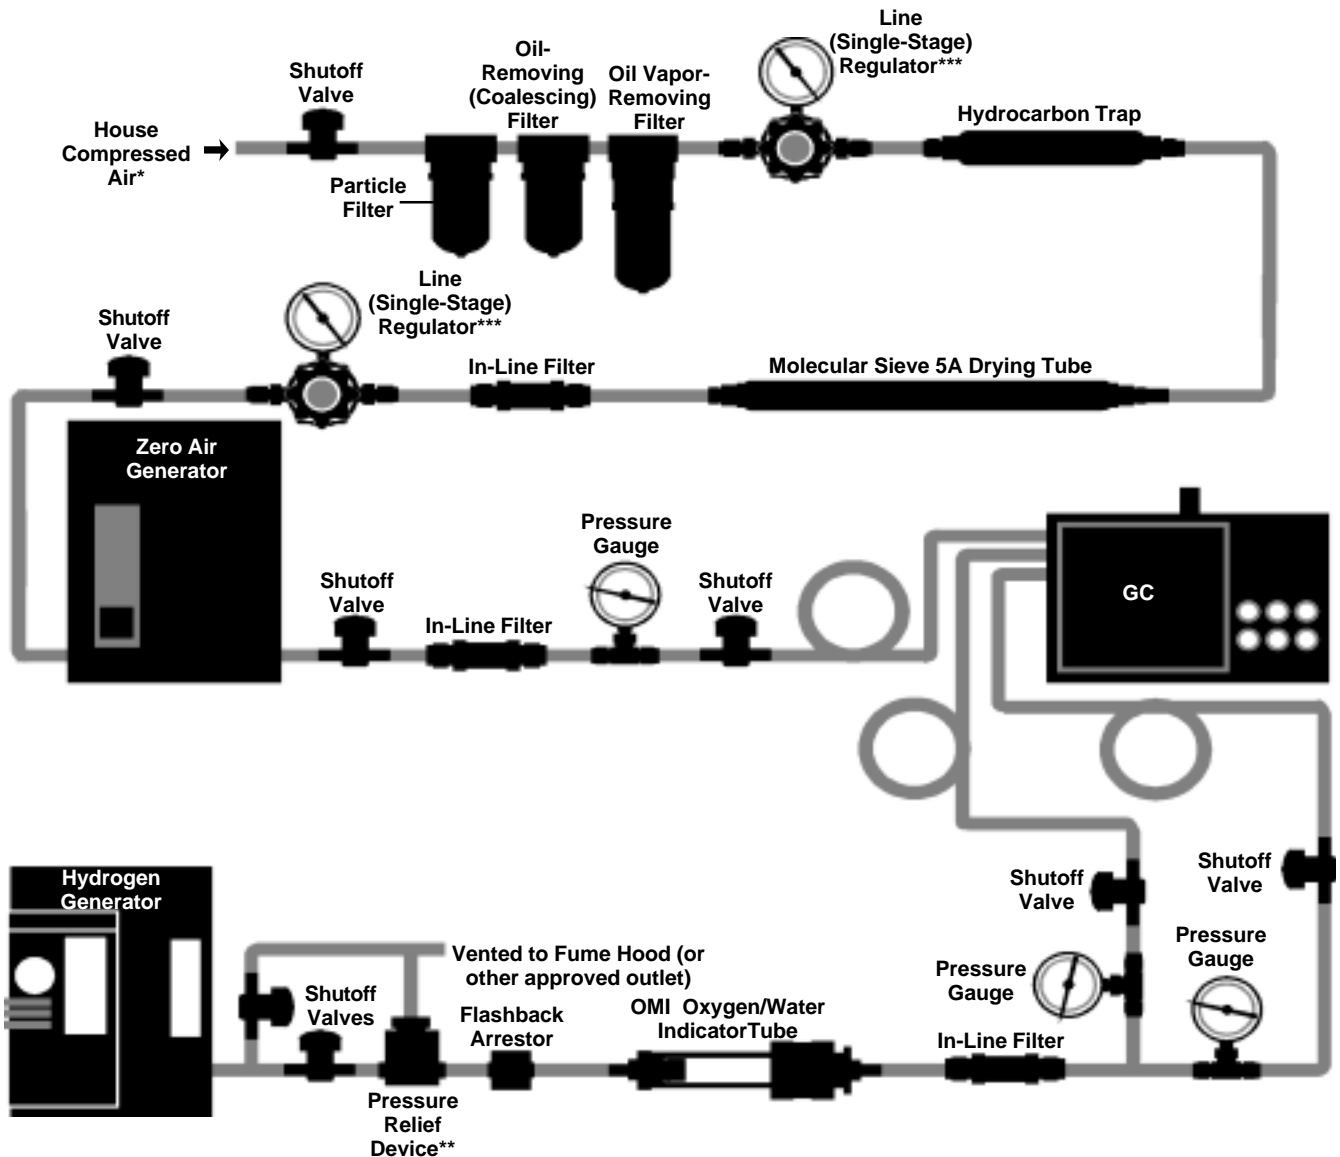 Line
(Single-Stage)
Regulator***
Oil-
Removing
(Coalescing)
Filter
Oil Vapor-
Removing
Filter
Shutoff
Valve
Hydrocarbon Trap
House
Compressed
Air*
Particle
Filter
Line
(Single-Stage)
Regulator***
Shutoff
Valve
In-Line Filter
Molecular Sieve 5A Drying Tube
Zero Air
Generator
Pressure
Gauge
Shutoff
Valve
Shutoff
Valve
In-Line Filter
GC
Shutoff
Valve
Shutoff
Valve
Hydrogen
Generator
Pressure
Gauge
Vented to Fume Hood (or
other approved outlet)
Pressure
Gauge
Shutoff
Valves
Flashback
Arrestor
OMI Oxygen/Water
IndicatorTube
In-Line Filter
Pressure
Relief
Device**